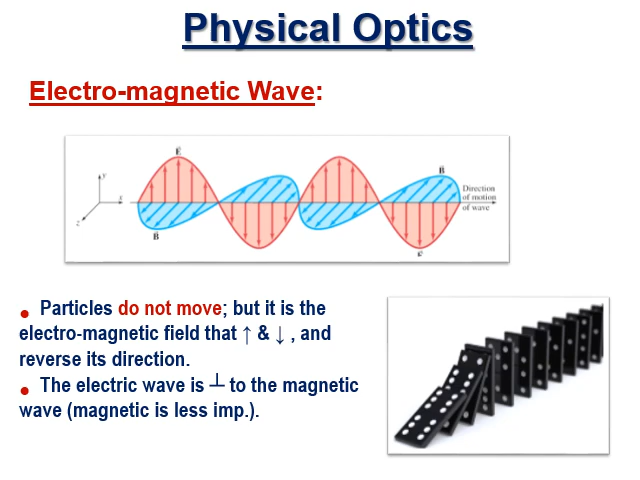 Physical Optics
Electro-magnetic Wave:
E
y
x
z
B
B
Direction
of motion
of wave
• Particles do not move; but it is the
electro-magnetic field that ↑ & ↓ , and
reverse its direction.
• The electric wave is ┴ to the magnetic
wave (magnetic is less imp.).